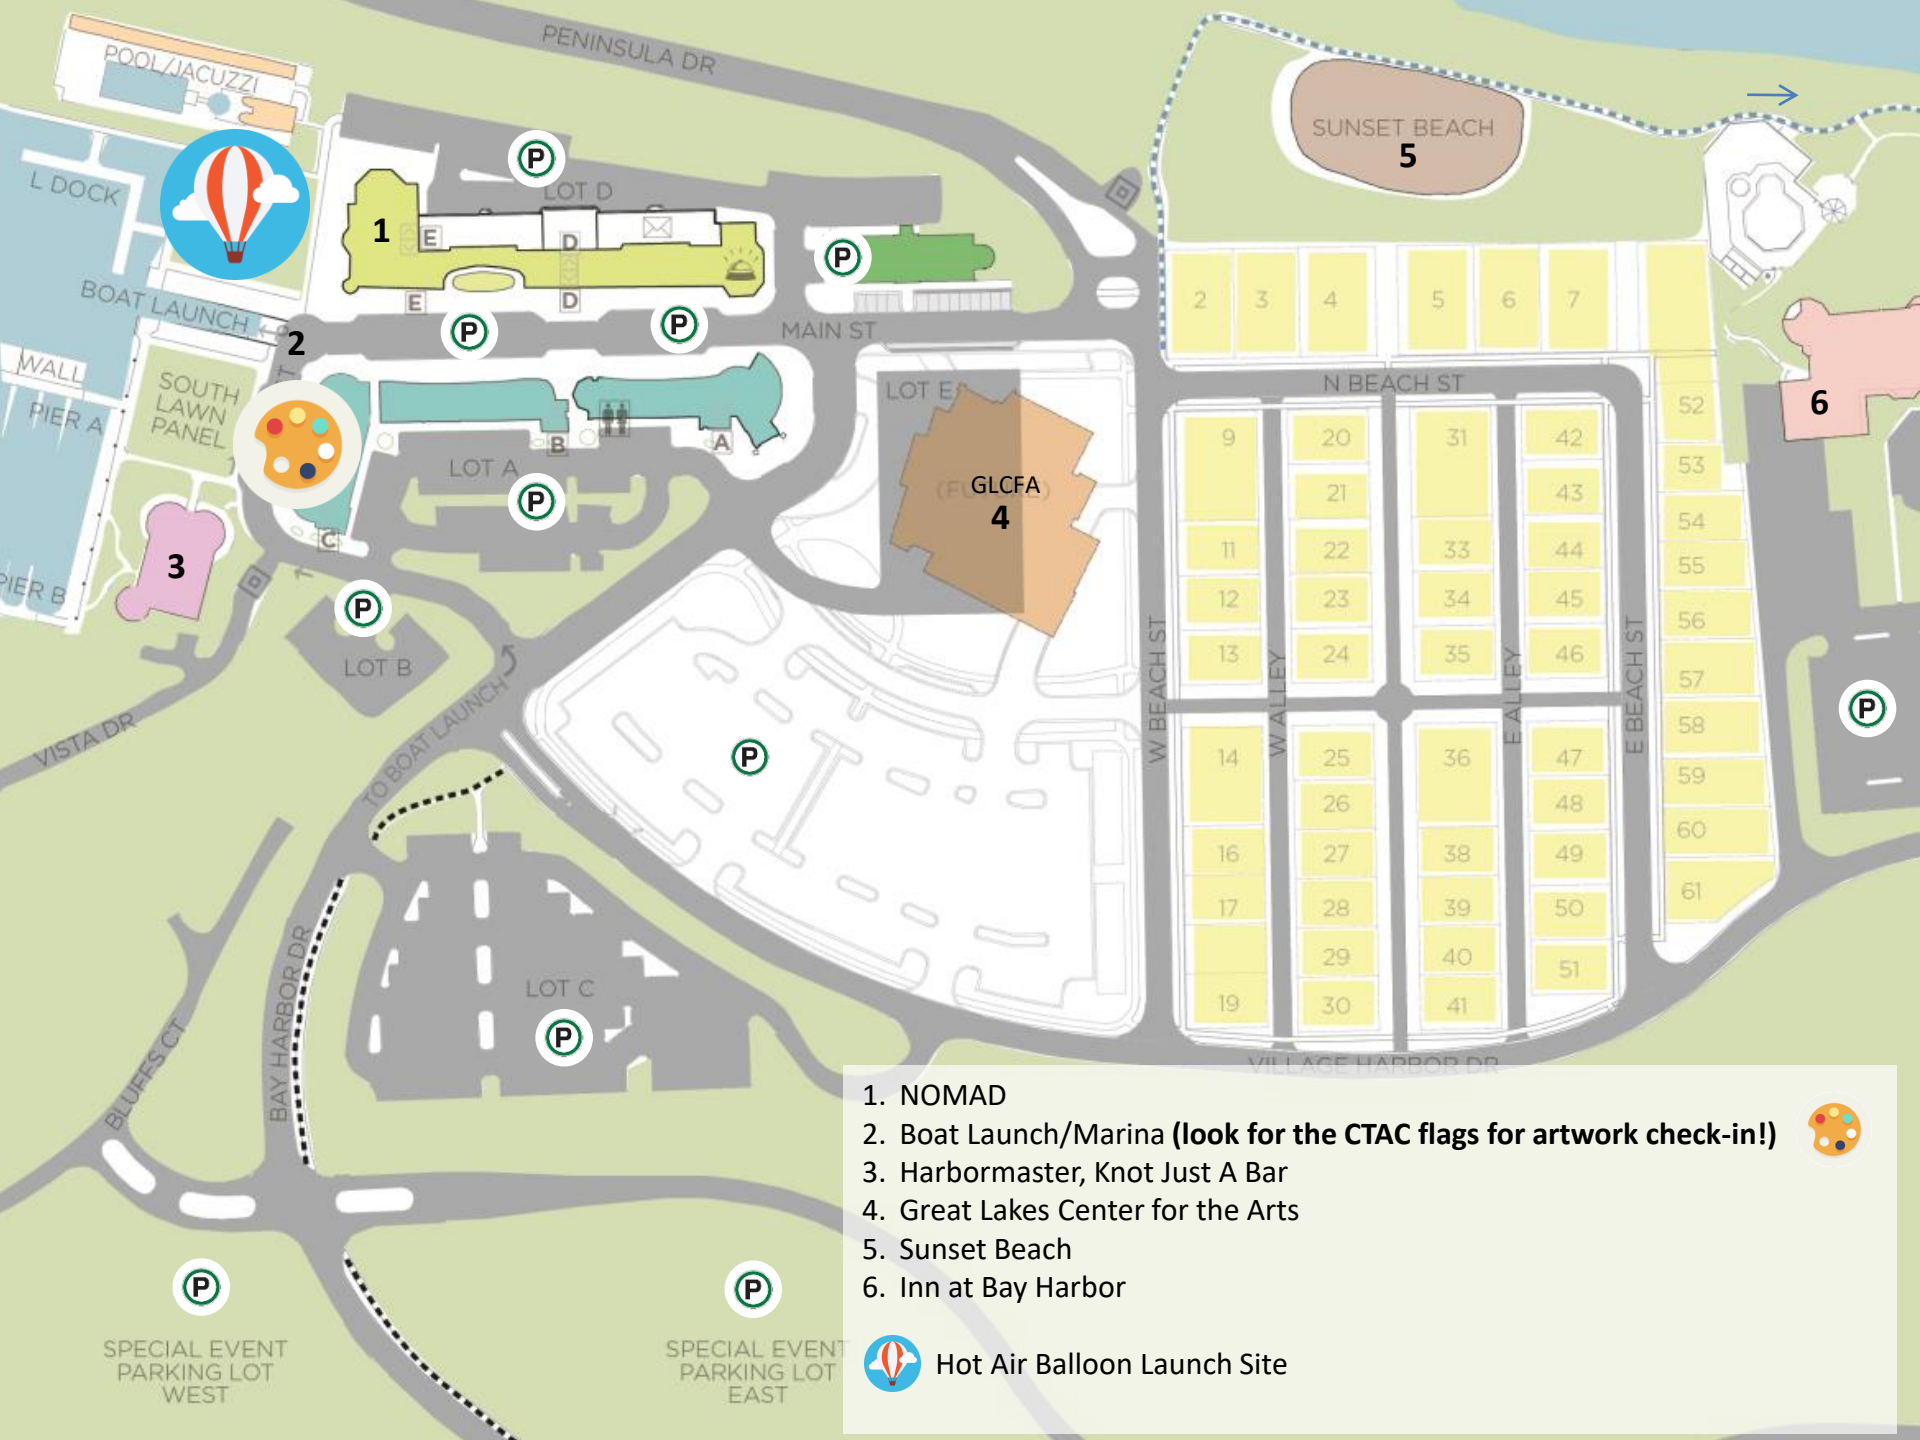 PENINSULA DR
POOL/JACUZZI
SUNSET BEACH
5
P
L DOCK
LOT D
1
E
D
P
E
D
BOAT LAUNCH
2
P
P
MAIN ST
2
3
4
5
6
7
WALL
PIER A
SOUTH
LAWN
PANEL
LOT E
N BEACH ST
52
6
B
A
LOT A
P
9
20
31
42
53
21
43
GLCFA
4
54
C
11
22
33
44
55
3
PIER B
P
12
23
34
45
56
LOT B
13
24
35
46
57
W BEACH ST
W ALLEY
E ALLEY
E BEACH ST
P
VISTA DR
TO BOAT LAUNCH
P
58
14
25
36
47
59
26
48
60
16
27
38
49
61
17
28
39
50
29
40
51
19
30
41
BAY HARBOR DR
LOT C
P
BLUFFS CT
VILLAGE HARBOR DR
1. NOMAD
2. Boat Launch/Marina (look for the CTAC flags for artwork check-in!)
3. Harbormaster, Knot Just A Bar
4. Great Lakes Center for the Arts
5. Sunset Beach
6. Inn at Bay Harbor
Hot Air Balloon Launch Site
P
SPECIAL EVENT
PARKING LOT
WEST
P
SPECIAL EVENT
PARKING LOT
EAST